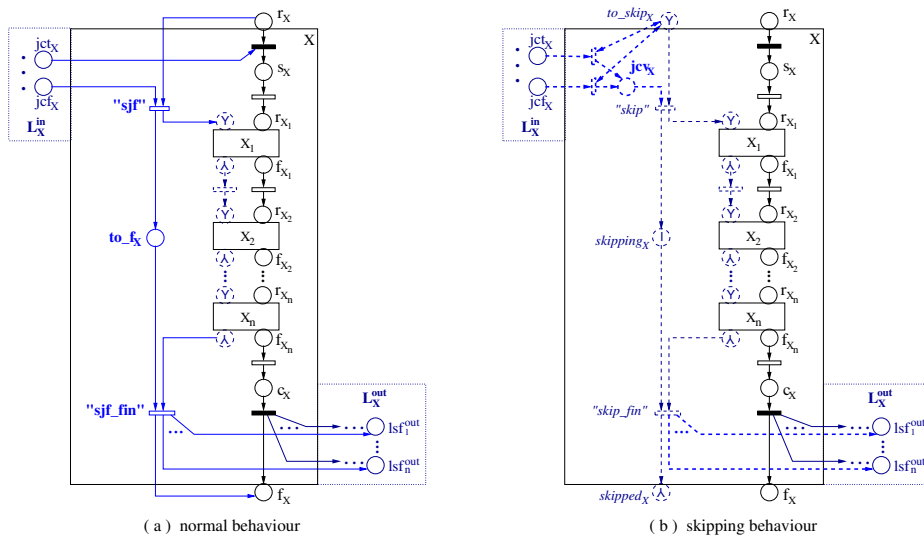 r_X
X
jct_X
s_X
jcf_X
L_X^in
"sjf"
r_X1
X_1
f_X1
r_X2
to_f_X
X_2
f_X2
r_Xn
X_n
f_Xn
c_X
L_X^out
"sjf_fin"
lsf_1^out
lsf_n^out
f_X
( a ) normal behaviour
to_skip_X
r_X
X
jct_X
jcv_X
s_X
jcf_X
L_X^in
"skip"
r_X1
X_1
f_X1
r_X2
skipping_X
X_2
f_X2
r_Xn
X_n
f_Xn
c_X
L_X^out
"skip_fin"
lsf_1^out
lsf_n^out
skipped_X
f_X
( b ) skipping behaviour